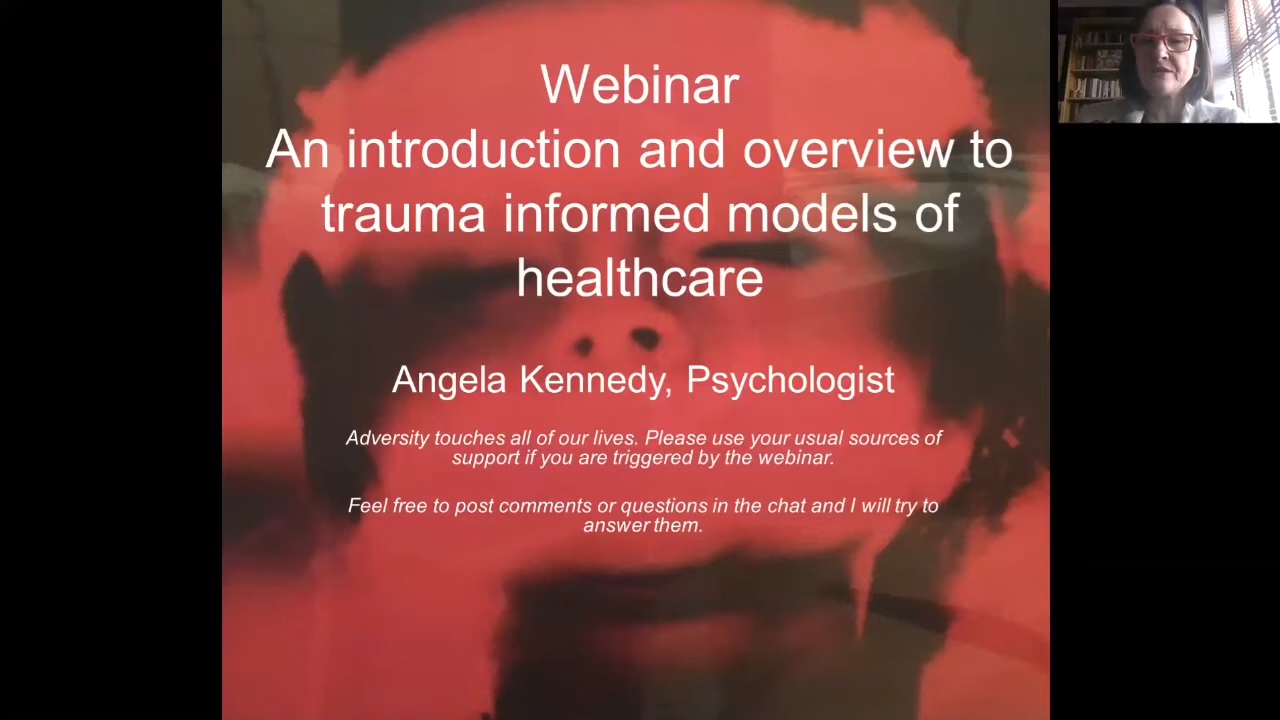 Webinar
An introduction and overview to
trauma informed models of
healthcare
Angela Kennedy, Psychologist
Adversity touches all of our lives. Please use your usual sources of
support if you are triggered by the webinar.
Feel free to post comments or questions in the chat and I will try to
answer them.